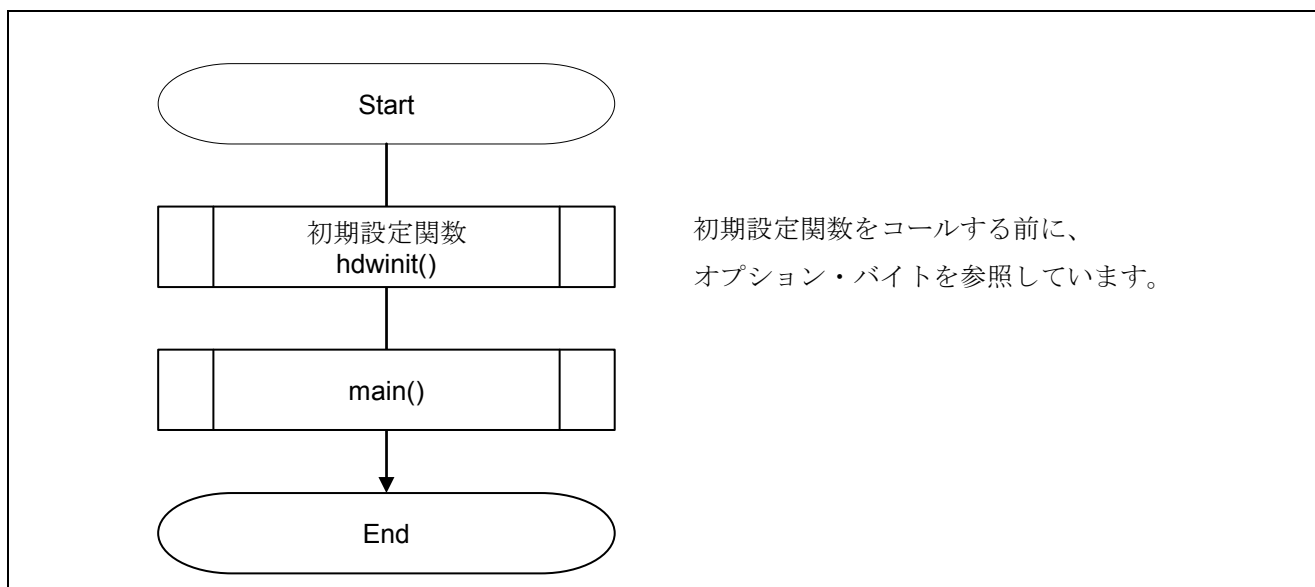 Start
初期設定関数
hdwinit()
初期設定関数をコールする前に、
オプション・バイトを参照しています。
main()
End